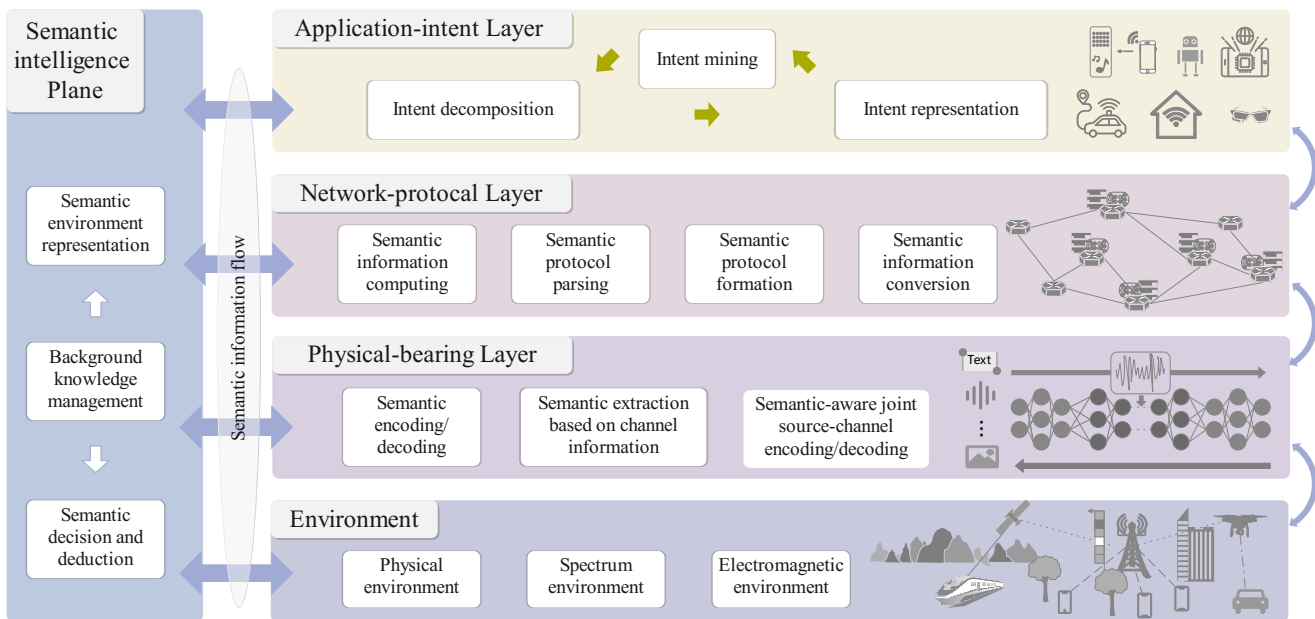 Semantic
intelligence
Plane
Semantic
environment
representation
Background
knowledge
management
Semantic
decision and
deduction
Semantic information flow
Application-intent Layer
Intent mining
Intent decomposition
Intent representation
Network-protocal Layer
Semantic
information
computing
Semantic
protocol
parsing
Semantic
protocol
formation
Semantic
information
conversion
Physical-bearing Layer
Semantic
encoding/
decoding
Semantic extraction
based on channel
information
Semantic-aware joint
source-channel
encoding/decoding
Text
Environment
Physical
environment
Spectrum
environment
Electromagnetic
environment